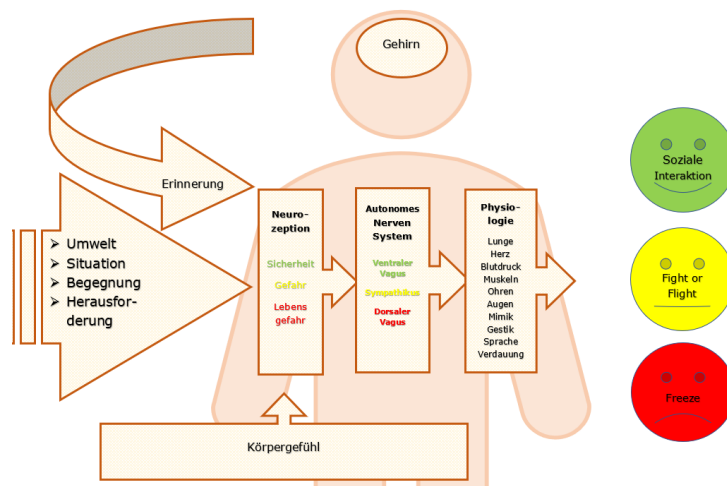 Gehirn
Erinnerung
Umwelt
Situation
Begegnung
Herausfor-
derung
Neuro-
zeption
Sicherheit
Gefahr
Lebens
gefahr
Autonomes
Nerven
System
Ventraler
Vagus
Sympathikus
Dorsaler
Vagus
Physio-
logie
Lunge
Herz
Blutdruck
Muskeln
Ohren
Augen
Mimik
Gestik
Sprache
Verdauung
Soziale
Interaktion
Fight or
Flight
Freeze
Körpergefühl